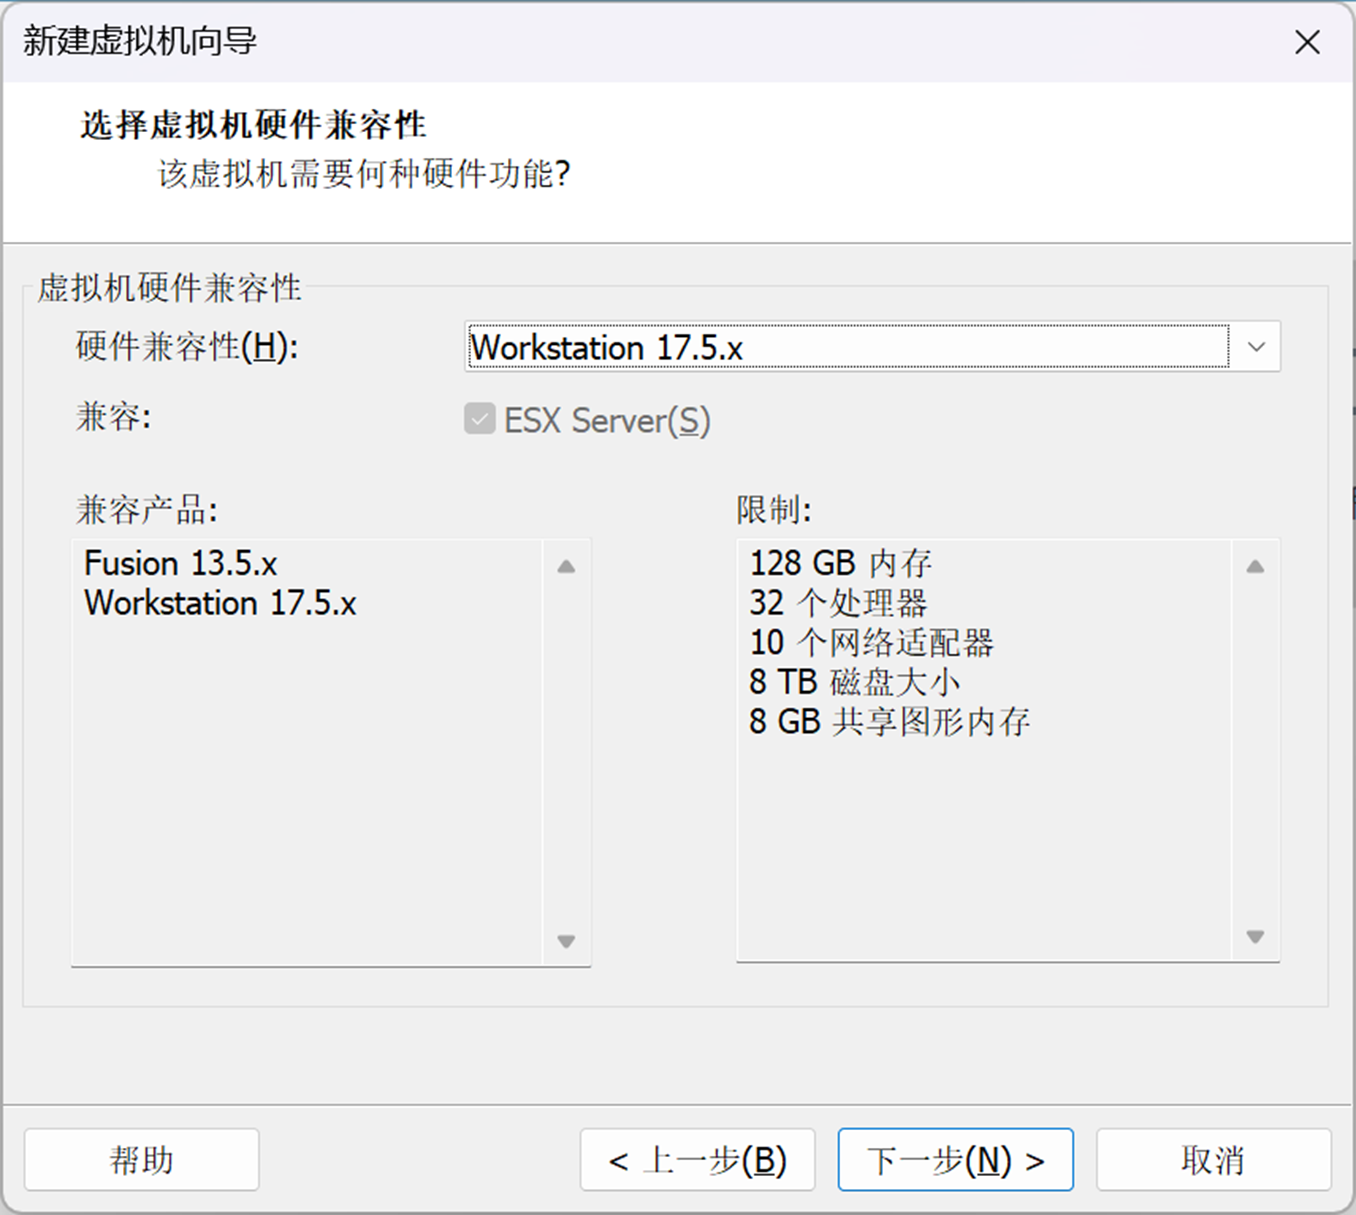 新建虚拟机向导
选择虚拟机硬件兼容性
该虚拟机需要何种硬件功能?
虚拟机硬件兼容性
硬件兼容性(H):
Workstation 17.5.x
兼容:
ESX Server(S)
兼容产品:
Fusion 13.5.x
Workstation 17.5.x
限制:
128 GB 内存
32 个处理器
10 个网络适配器
8 TB 磁盘大小
8 GB 共享图形内存
帮助
< 上一步(B)
下一步(N) >
取消